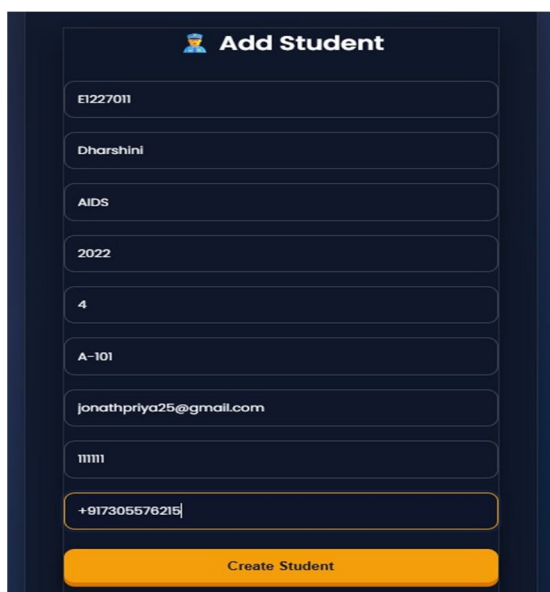 Add Student
E1227011
Dharshini
AIDS
2022
4
A-101
jonathpriya25@gmail.com
111111
+917305576215
Create Student